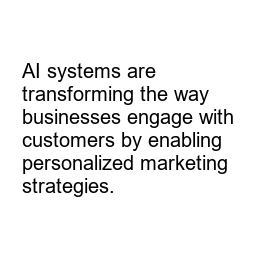 AI systems are
transforming the way
businesses engage with
customers by enabling
personalized marketing
strategies.